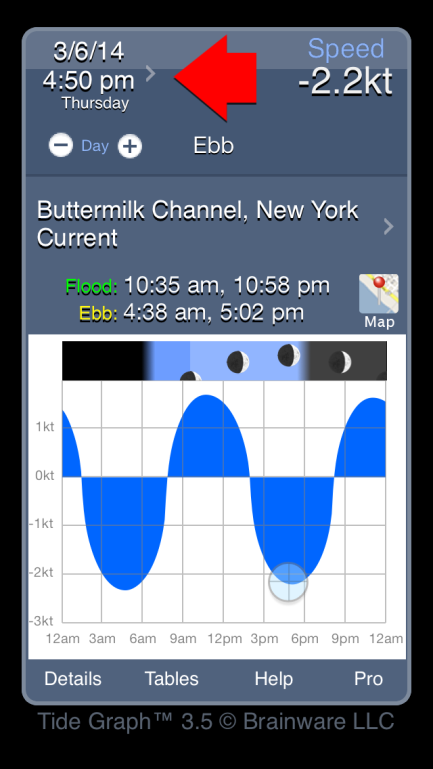 3/6/14
4:50 pm
Thursday
Speed
-2.2kt
Day
Ebb
Buttermilk Channel, New York
Current
Flood: 10:35 am, 10:58 pm
Ebb: 4:38 am, 5:02 pm
Map
1kt
0kt
-1kt
-2kt
-3kt
12am 3am 6am 9am 12pm 3pm 6pm 9pm 12am
Details Tables Help Pro
Tide Graph™ 3.5 © Brainware LLC